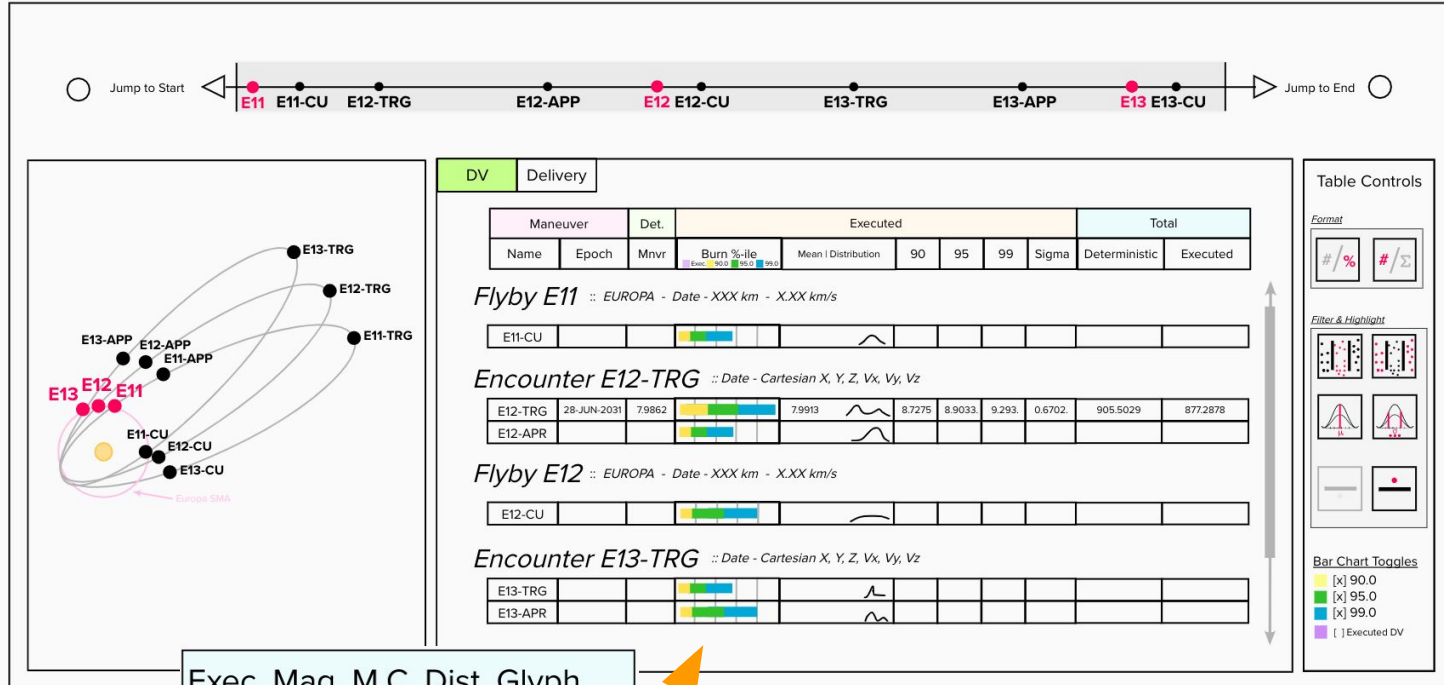 Jump to Start
E11 E11-CU E12-TRG E12-APP E12 E12-CU E13-TRG E13-APP E13 E13-CU
Jump to End
E13-TRG
E12-TRG
E11-TRG
E13-APP
E12-APP
E11-APP
E13
E12
E11
E11-CU
E12-CU
E13-CU
Europa SMA
DV Delivery
Maneuver Det. Executed Total
Name Epoch Mnvr Burn %-ile Mean | Distribution 90 95 99 Sigma Deterministic Executed
Exec. 90.0 95.0 99.0
Flyby E11 :: EUROPA - Date - XXX km - X.XX km/s
E11-CU
Encounter E12-TRG :: Date - Cartesian X, Y, Z, Vx, Vy, Vz
E12-TRG 28-JUN-2031 7.9862 7.9913 8.7275 8.9033. 9.293. 0.6702. 905.5029 877.2878
E12-APR
Flyby E12 :: EUROPA - Date - XXX km - X.XX km/s
E12-CU
Encounter E13-TRG :: Date - Cartesian X, Y, Z, Vx, Vy, Vz
E13-TRG
E13-APR
Table Controls
Format
#/% #/Σ
Filter & Highlight
μ
Bar Chart Toggles
[x] 90.0
[x] 95.0
[x] 99.0
[ ] Executed DV
Exec. Mag. M.C. Dist. Glyph